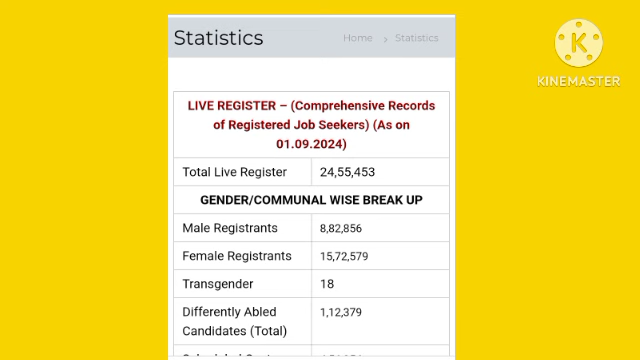 Statistics
Home > Statistics
K
KINEMASTER
LIVE REGISTER – (Comprehensive Records
of Registered Job Seekers) (As on
01.09.2024)
Total Live Register 24,55,453
GENDER/COMMUNAL WISE BREAK UP
Male Registrants 8,82,856
Female Registrants 15,72,579
Transgender 18
Differently Abled
Candidates (Total) 1,12,379